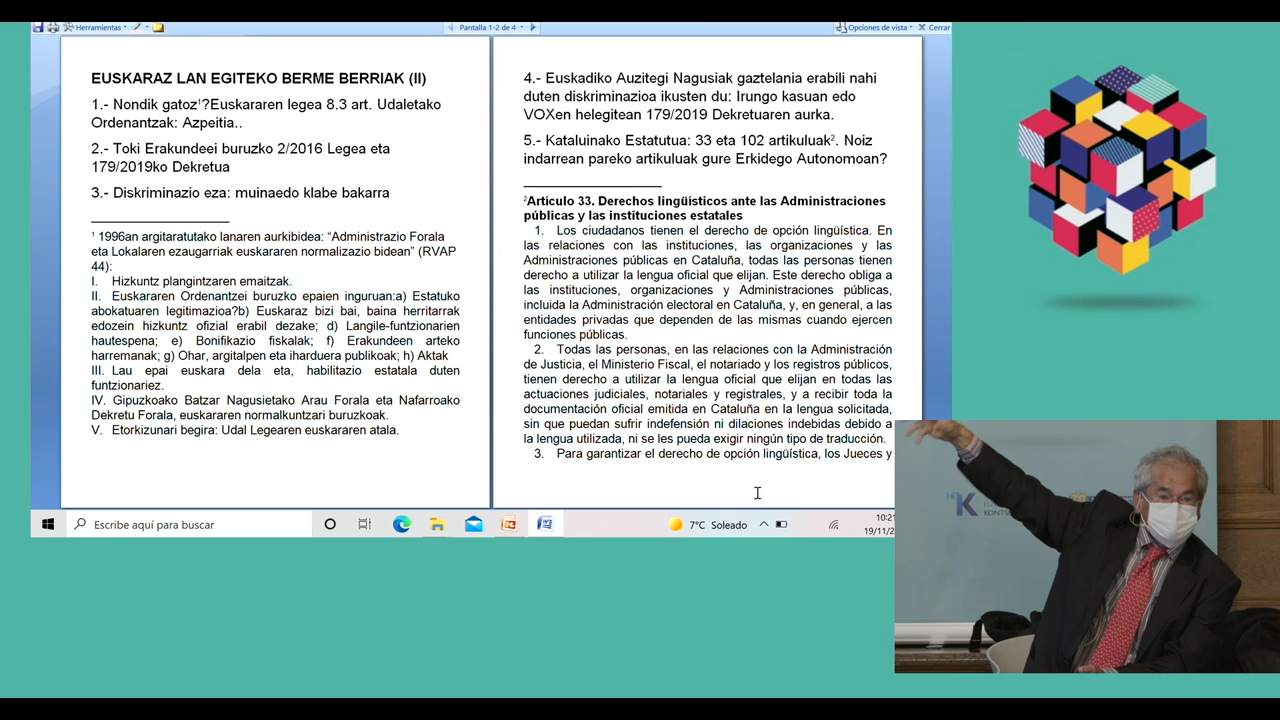 Herramientas
Pantalla 1-2 de 4
Opciones de vista
Cerrar
EUSKARAZ LAN EGITEKO BERME BERRIAK (II)
1.- Nondik gatoz¹?Euskararen legea 8.3 art. Udaletako
Ordenantzak: Azpeitia..
2.- Toki Erakundeei buruzko 2/2016 Legea eta
179/2019ko Dekretua
3.- Diskriminazio eza: muinaedo klabe bakarra
¹ 1996an argitaratutako lanaren aurkibidea: “Administrazio Forala
eta Lokalaren ezaugarriak euskararen normalizazio bidean” (RVAP
44):
I. Hizkuntz plangintzaren emaitzak.
II. Euskararen Ordenantzei buruzko epaien inguruan:a) Estatuko
abokatuaren legitimazioa?b) Euskaraz bizi bai, baina herritarrak
edozein hizkuntz ofizial erabil dezake; d) Langile-funtzionarien
hautespena; e) Bonifikazio fiskalak; f) Erakundeen arteko
harremanak; g) Ohar, argitalpen eta iharduera publikoak; h) Aktak
III. Lau epai euskara dela eta, habilitazio estatala duten
funtzionariez.
IV. Gipuzkoako Batzar Nagusietako Arau Forala eta Nafarroako
Dekretu Forala, euskararen normalkuntzari buruzkoak.
V. Etorkizunari begira: Udal Legearen euskararen atala.
4.- Euskadiko Auzitegi Nagusiak gaztelania erabili nahi
duten diskriminazioa ikusten du: Irungo kasuan edo
VOXen helegitean 179/2019 Dekretuaren aurka.
5.- Kataluinako Estatutua: 33 eta 102 artikuluak². Noiz
indarrean pareko artikuluak gure Erkidego Autonomoan?
²Artículo 33. Derechos lingüísticos ante las Administraciones
públicas y las instituciones estatales
1. Los ciudadanos tienen el derecho de opción lingüística. En
las relaciones con las instituciones, las organizaciones y las
Administraciones públicas en Cataluña, todas las personas tienen
derecho a utilizar la lengua oficial que elijan. Este derecho obliga a
las instituciones, organizaciones y Administraciones públicas,
incluida la Administración electoral en Cataluña, y, en general, a las
entidades privadas que dependen de las mismas cuando ejercen
funciones públicas.
2. Todas las personas, en las relaciones con la Administración
de Justicia, el Ministerio Fiscal, el notariado y los registros públicos,
tienen derecho a utilizar la lengua oficial que elijan en todas las
actuaciones judiciales, notariales y registrales, y a recibir toda la
documentación oficial emitida en Cataluña en la lengua solicitada,
sin que puedan sufrir indefensión ni dilaciones indebidas debido a
la lengua utilizada, ni se les pueda exigir ningún tipo de traducción.
3. Para garantizar el derecho de opción lingüística, los Jueces y
Escribe aquí para buscar
7°C Soleado
10:21
19/11/2
K